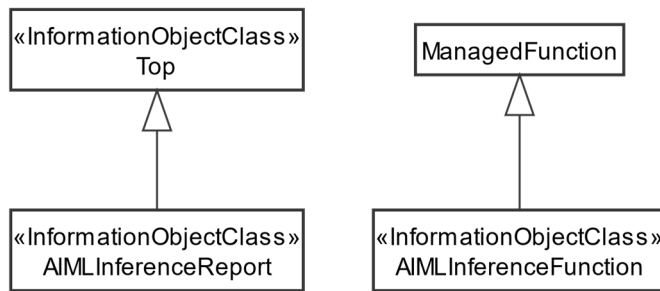 «InformationObjectClass»
Top
ManagedFunction
«InformationObjectClass»
AIMLInferenceReport
«InformationObjectClass»
AIMLInferenceFunction